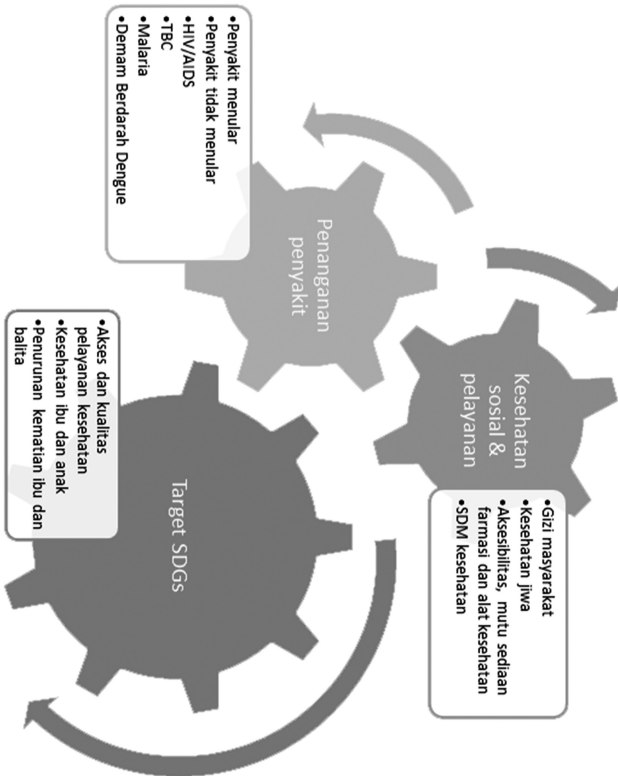 Kesehatan
sosial &
pelayanan
•Gizi masyarakat
•Kesehatan jiwa
•Aksesibilitas, mutu sediaan
farmasi dan alat kesehatan
•SDM kesehatan
Penanganan
penyakit
•Penyakit menular
•Penyakit tidak menular
•HIV/AIDS
•TBC
•Malaria
•Demam Berdarah Dengue
Target SDGs
•Akses dan kualitas
pelayanan kesehatan
•Kesehatan ibu dan anak
•Penurunan kematian ibu dan
balita